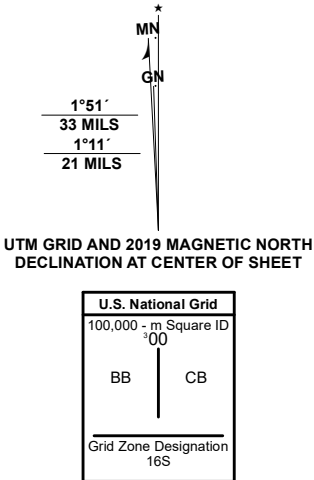 ★
MN
GN
1°51´
33 MILS
1°11´
21 MILS
UTM GRID AND 2019 MAGNETIC NORTH
DECLINATION AT CENTER OF SHEET
U.S. National Grid
100,000 - m Square ID
³00
BB CB
Grid Zone Designation
16S